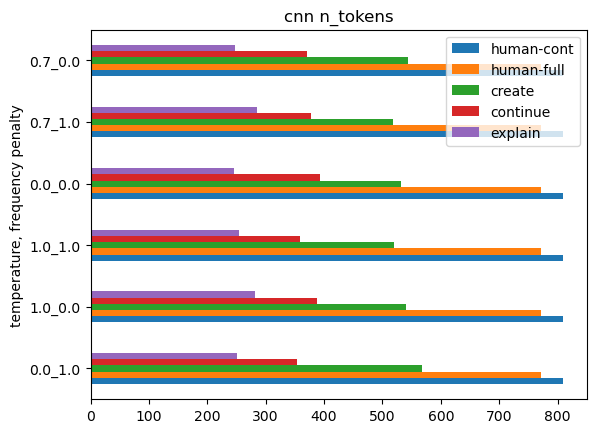 cnn n_tokens
temperature, frequency penalty
0.7_0.0
0.7_1.0
0.0_0.0
1.0_1.0
1.0_0.0
0.0_1.0
human-cont
human-full
create
continue
explain
0 100 200 300 400 500 600 700 800